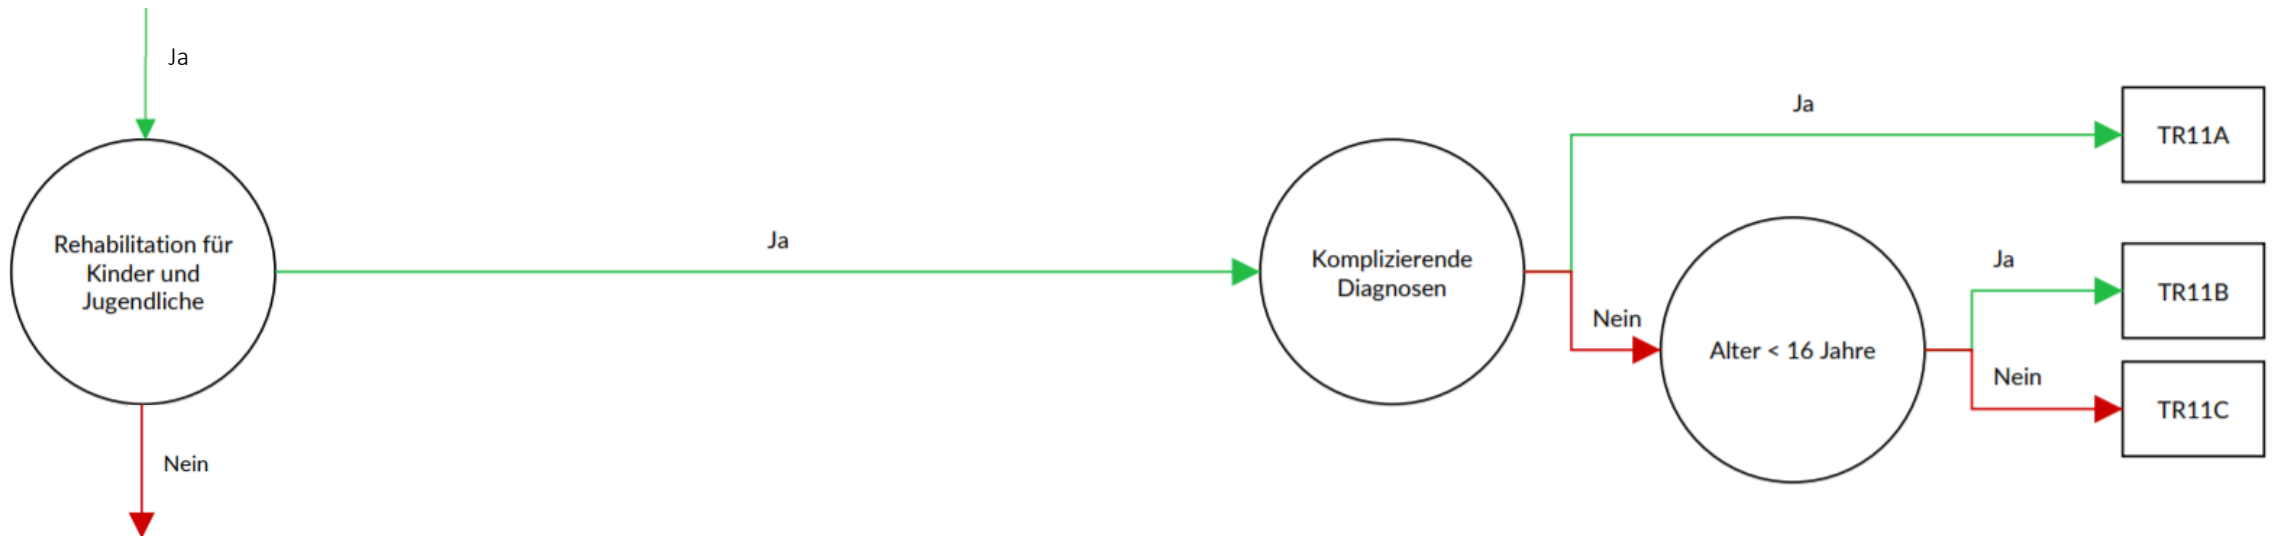 Ja
Rehabilitation für
Kinder und
Jugendliche
Ja
Nein
Komplizierende
Diagnosen
Ja
TR11A
Nein
Alter < 16 Jahre
Ja
TR11B
Nein
TR11C